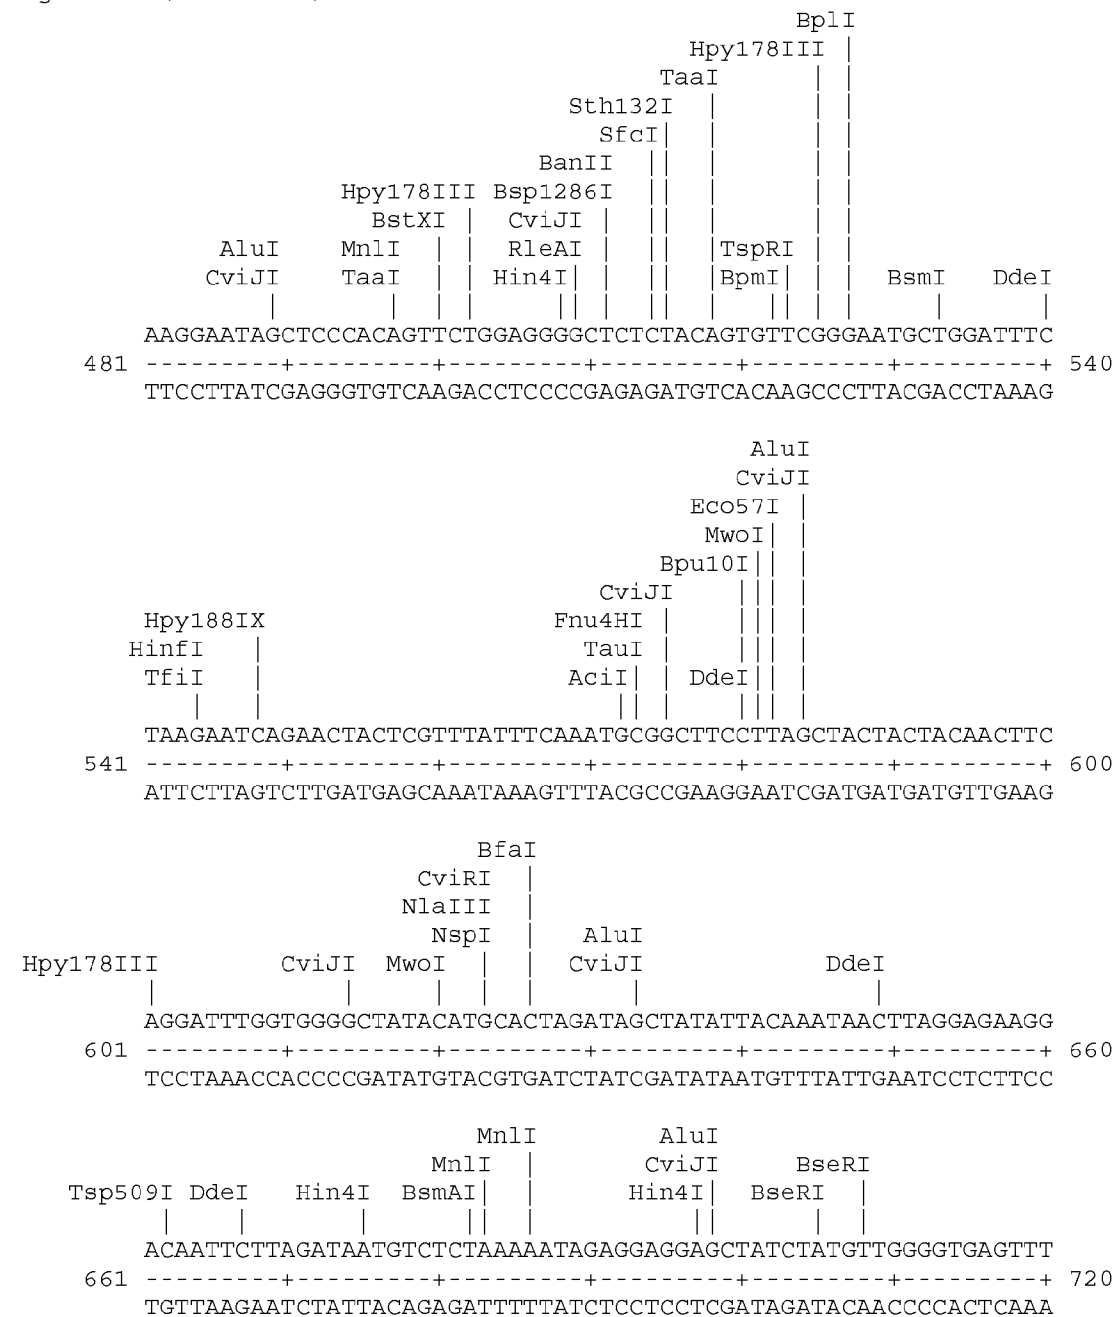 BplI
Hpy178III |
TaaI | |
Sth132I | | |
SfcI| | | |
BanII || | | |
Hpy178III Bsp1286I || | | |
BstXI | CviJI | || | | |
AluI MnlI | | RleAI | || |TspRI | |
CviJI TaaI | | Hin4I| | || |BpmI| | | BsmI DdeI
| | | | || | || | || | | | |
AAGGAATAGCTCCCACAGTTCTGGAGGGGCTCTCTACAGTGTTCGGGAATGCTGGATTTC
481 ---------+---------+---------+---------+---------+---------+ 540
TTCCTTATCGAGGGTGTCAAGACCTCCCCGAGAGATGTCACAAGCCCTTACGACCTAAAG
AluI
CviJI
Eco57I |
MwoI| |
Bpu10I|| |
CviJI ||| |
Hpy188IX Fnu4HI | ||| |
HinfI | TauI | ||| |
TfiI | AciI| | DdeI|| |
| | || | ||| |
TAAGAATCAGAACTACTCGTTTATTTCAAATGCGGCTTCCTTAGCTACTACTACAACTTC
541 ---------+---------+---------+---------+---------+---------+ 600
ATTCTTAGTCTTGATGAGCAAATAAAGTTTACGCCGAAGGAATCGATGATGATGTTGAAG
BfaI
CviRI |
NlaIII |
NspI | AluI
Hpy178III CviJI MwoI | | CviJI DdeI
| | | | | | |
AGGATTTGGTGGGGCTATACATGCACTAGATAGCTATATTACAAATAACTTAGGAGAAGG
601 ---------+---------+---------+---------+---------+---------+ 660
TCCTAAACCACCCCGATATGTACGTGATCTATCGATATAATGTTTATTGAATCCTCTTCC
MnlI AluI
MnlI | CviJI BseRI
Tsp509I DdeI Hin4I BsmAI| | Hin4I| BseRI |
| | | || | || | |
ACAATTCTTAGATAATGTCTCTAAAAATAGAGGAGGAGCTATCTATGTTGGGGTGAGTTT
661 ---------+---------+---------+---------+---------+---------+ 720
TGTTAAGAATCTATTACAGAGATTTTTATCTCCTCCTCGATAGATACAACCCCACTCAAA